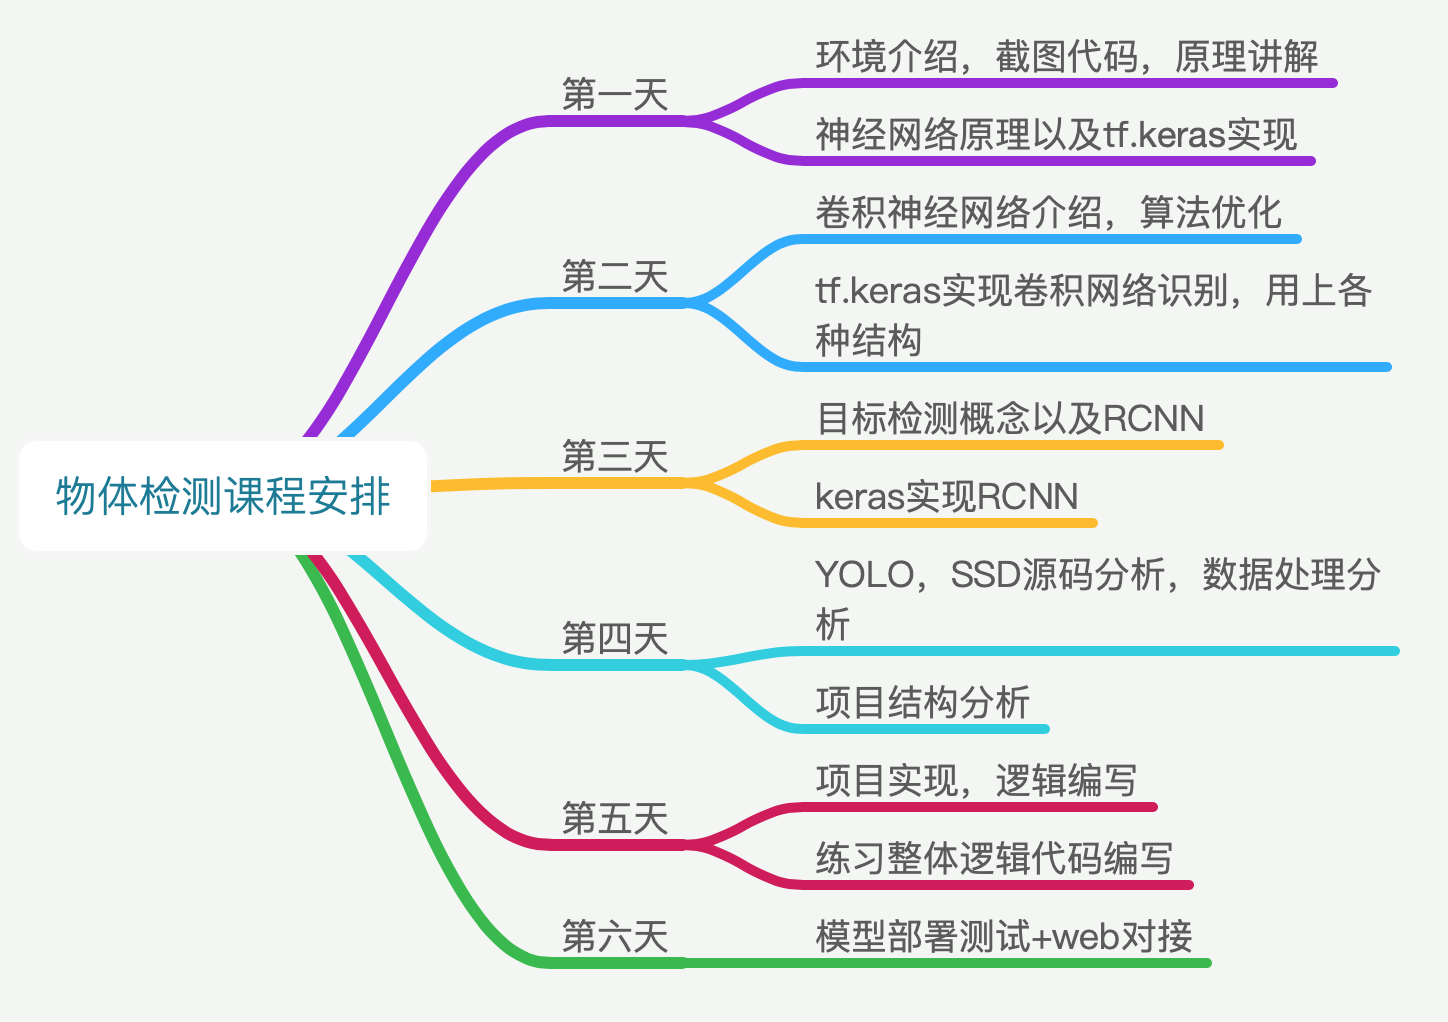 物体检测课程安排
第一天
环境介绍，截图代码，原理讲解
神经网络原理以及tf.keras实现
第二天
卷积神经网络介绍，算法优化
tf.keras实现卷积网络识别，用上各
种结构
第三天
目标检测概念以及RCNN
keras实现RCNN
第四天
YOLO，SSD源码分析，数据处理分
析
项目结构分析
第五天
项目实现，逻辑编写
练习整体逻辑代码编写
第六天
模型部署测试+web对接